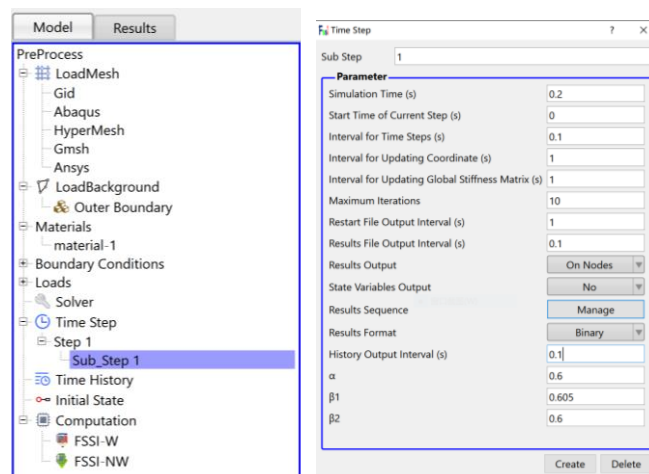 Model Results
PreProcess
LoadMesh
Gid
Abaqus
HyperMesh
Gmsh
Ansys
LoadBackground
Outer Boundary
Materials
material-1
Boundary Conditions
Loads
Solver
Time Step
Step 1
Sub_Step 1
Time History
Initial State
Computation
FSSI-W
FSSI-NW
Time Step ? ×
Sub Step 1
Parameter
Simulation Time (s) 0.2
Start Time of Current Step (s) 0
Interval for Time Steps (s) 0.1
Interval for Updating Coordinate (s) 1
Interval for Updating Global Stiffness Matrix (s) 1
Maximum Iterations 10
Restart File Output Interval (s) 1
Results File Output Interval (s) 0.1
Results Output On Nodes
State Variables Output No
Results Sequence Manage
Results Format Binary
History Output Interval (s) 0.1
α 0.6
β1 0.605
β2 0.6
Create Delete